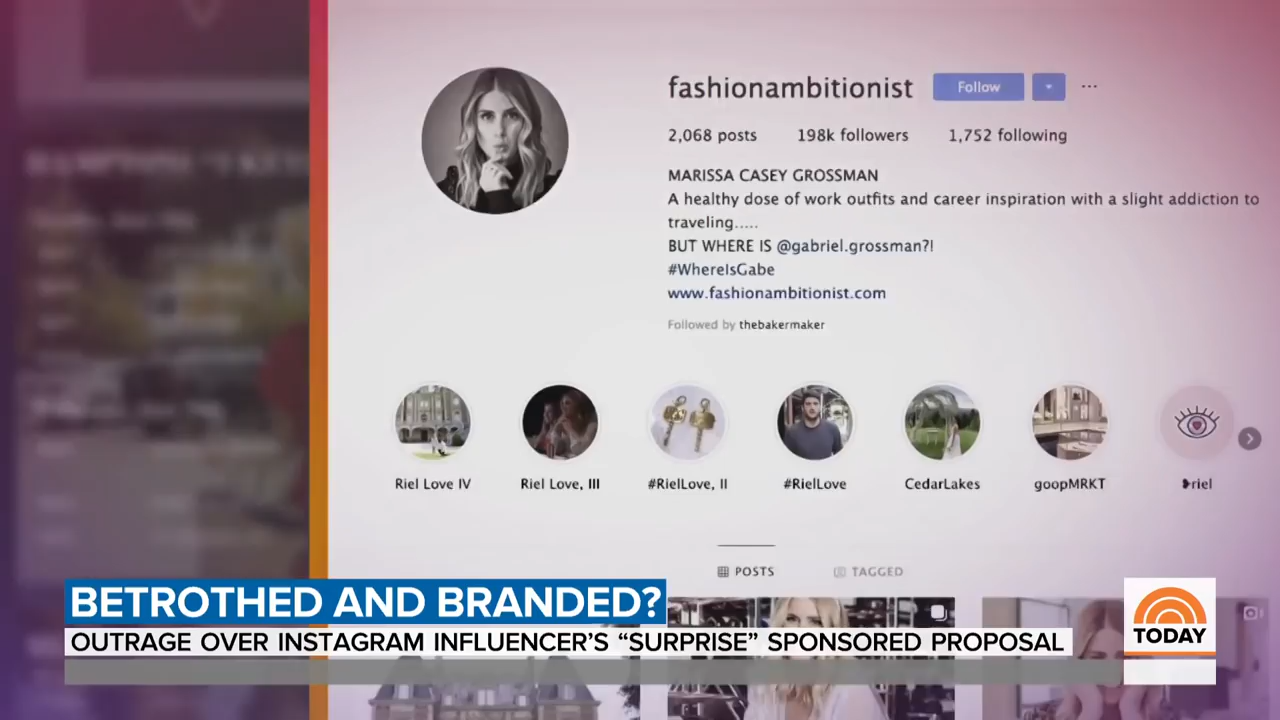 fashionambitionist Follow
2,068 posts 198k followers 1,752 following
MARISSA CASEY GROSSMAN
A healthy dose of work outfits and career inspiration with a slight addiction to
traveling.....
BUT WHERE IS @gabriel.grossman?!
#WhereIsGabe
www.fashionambitionist.com
Followed by thebakermaker
Riel Love IV Riel Love, III #RielLove, II #RielLove CedarLakes goopMRKT ❥riel
POSTS TAGGED
BETROTHED AND BRANDED?
OUTRAGE OVER INSTAGRAM INFLUENCER'S “SURPRISE” SPONSORED PROPOSAL
TODAY